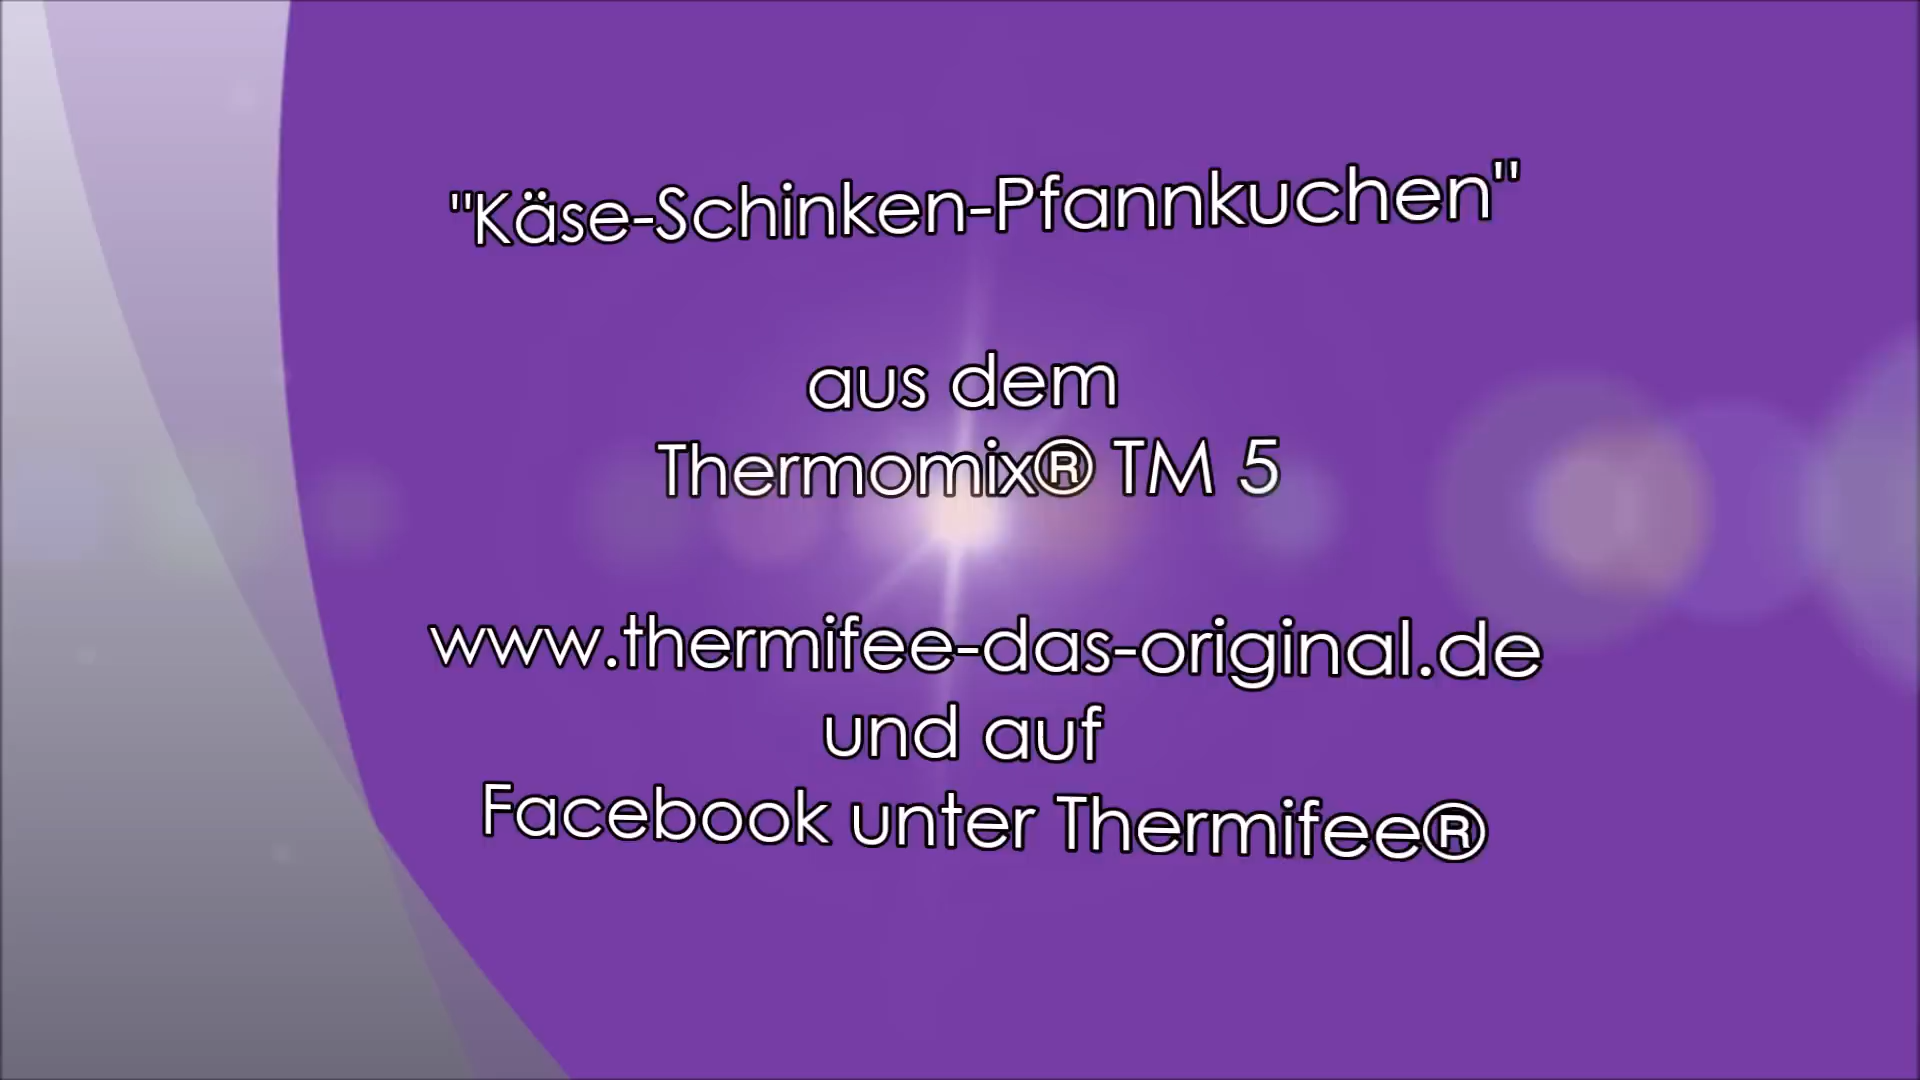 "Käse-Schinken-Pfannkuchen"
aus dem
Thermomix® TM 5
www.thermifee-das-original.de
und auf
Facebook unter Thermifee®